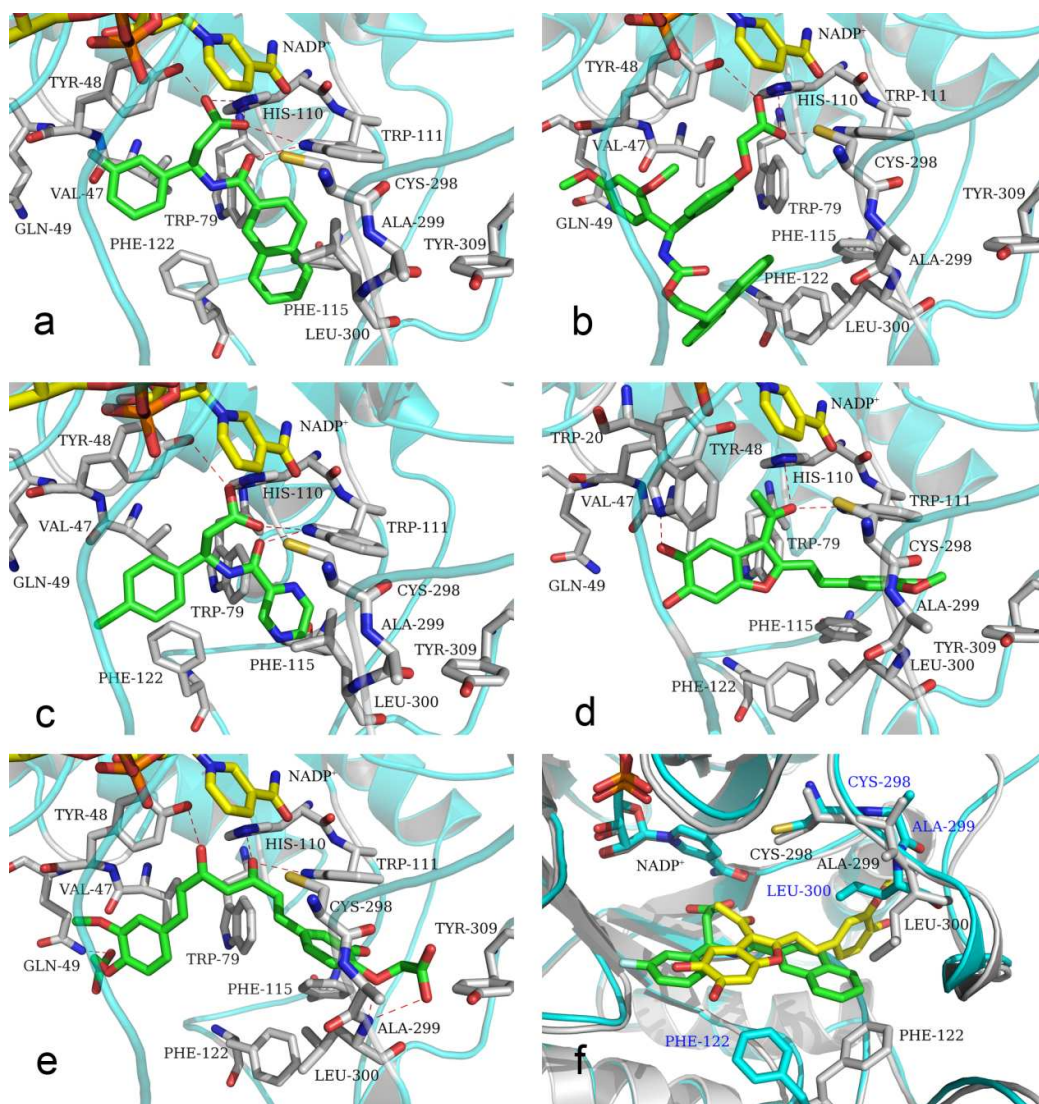 NADP+
TYR-48
HIS-110
TRP-111
VAL-47
CYS-298
TRP-79
ALA-299
GLN-49
TYR-309
PHE-122
PHE-115
LEU-300
a
NADP+
TYR-48
HIS-110
TRP-111
VAL-47
CYS-298
TYR-309
TRP-79
GLN-49
PHE-115
ALA-299
PHE-122
LEU-300
b
NADP+
TYR-48
HIS-110
VAL-47
TRP-111
GLN-49
CYS-298
TRP-79
ALA-299
PHE-115
TYR-309
PHE-122
LEU-300
c
NADP+
TRP-20
TYR-48
HIS-110
VAL-47
TRP-111
TRP-79
CYS-298
GLN-49
ALA-299
PHE-115
TYR-309
LEU-300
PHE-122
d
NADP+
TYR-48
HIS-110
VAL-47
TRP-111
CYS-298
TYR-309
GLN-49
TRP-79
PHE-115
ALA-299
PHE-122
LEU-300
e
CYS-298
ALA-299
NADP+
CYS-298
ALA-299
LEU-300
LEU-300
PHE-122
PHE-122
f